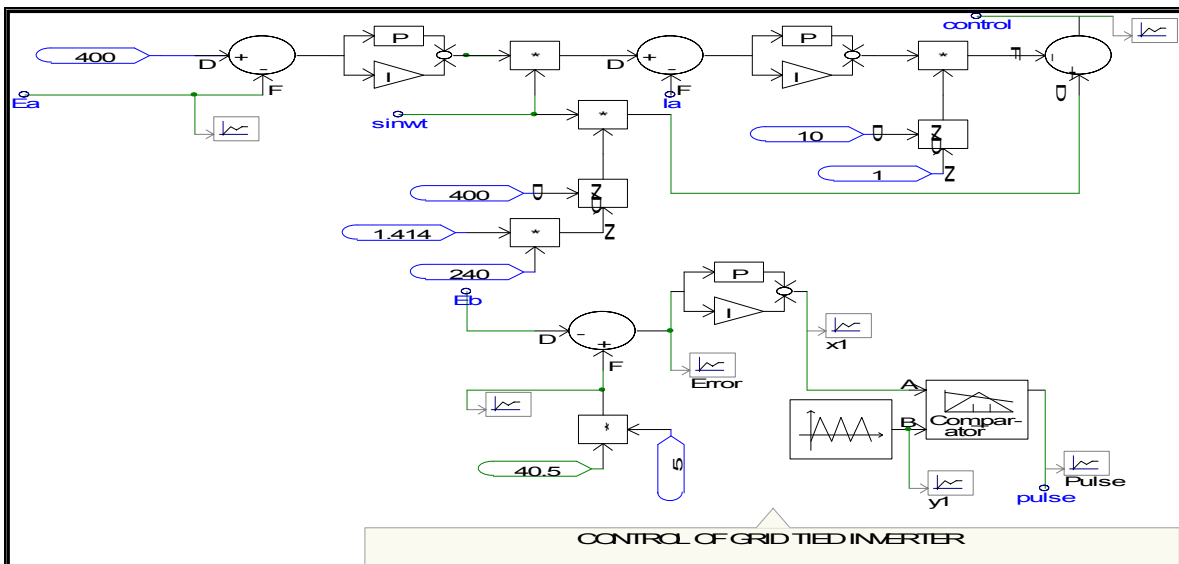 control
400
D
+
-
F
Ea
P
I
*
sinwt
D
+
-
F
Ia
P
I
*
F
-
+
D
*
10
D
N/D
1
N
400
D
N/D
N
1.414
*
240
Eb
D
-
+
F
P
I
x1
Error
*
40.5
5
A
B
Compar-
ator
y1
Pulse
pulse
CONTROL OF GRID TIED INVERTER